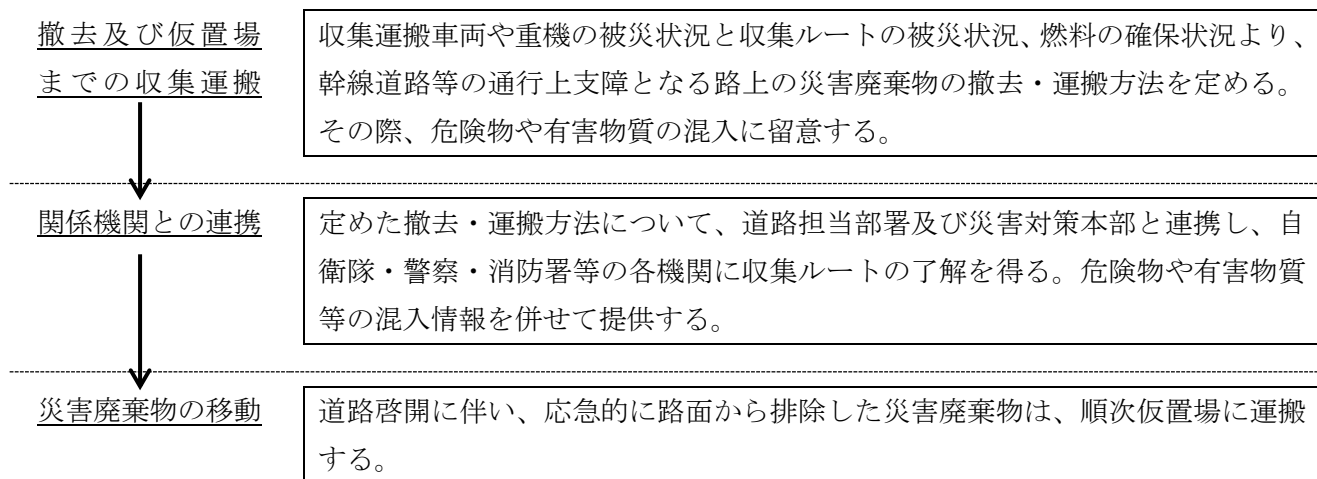 撤去及び仮置場
までの収集運搬
収集運搬車両や重機の被災状況と収集ルートの被災状況、燃料の確保状況より、
幹線道路等の通行上支障となる路上の災害廃棄物の撤去・運搬方法を定める。
その際、危険物や有害物質の混入に留意する。
関係機関との連携
定めた撤去・運搬方法について、道路担当部署及び災害対策本部と連携し、自
衛隊・警察・消防署等の各機関に収集ルートの了解を得る。危険物や有害物質
等の混入情報を併せて提供する。
災害廃棄物の移動
道路啓開に伴い、応急的に路面から排除した災害廃棄物は、順次仮置場に運搬
する。